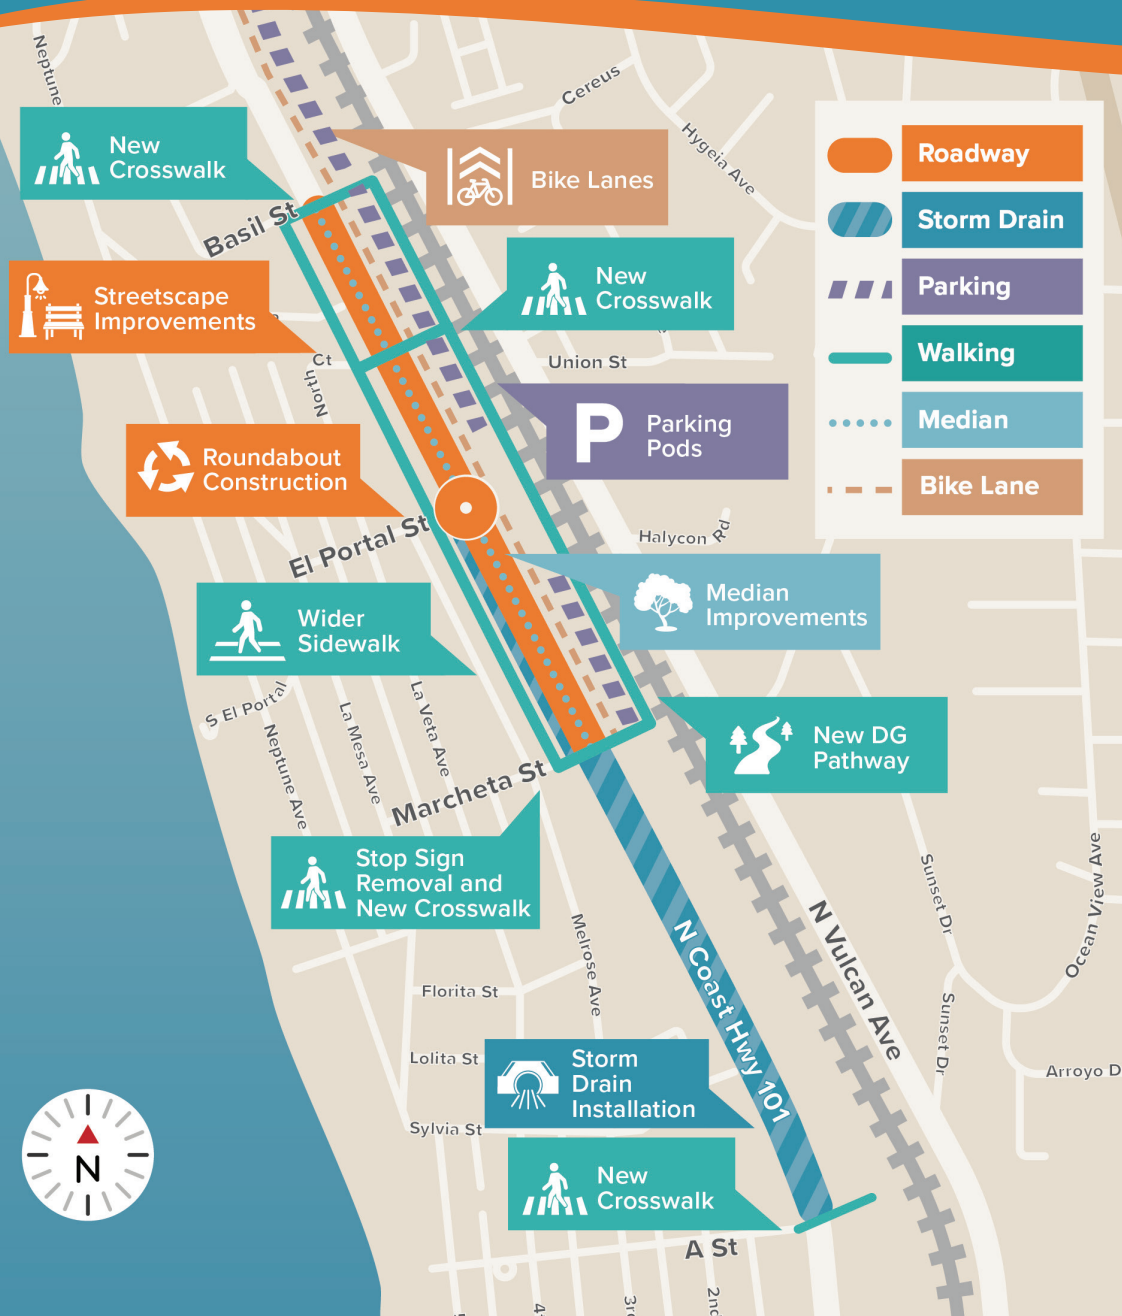 Neptune
Cereus
Hygeia Ave
New
Crosswalk
Bike Lanes
Roadway
Storm Drain
Parking
Walking
Median
Bike Lane
Basil St
New
Crosswalk
Streetscape
Improvements
Ct
North
Union St
Parking
Pods
Roundabout
Construction
El Portal St
Halycon Rd
Median
Improvements
Wider
Sidewalk
S El Portal
Neptune Ave
La Mesa Ave
La Veta Ave
New DG
Pathway
Marcheta St
Stop Sign
Removal and
New Crosswalk
Melrose Ave
N Coast Hwy 101
N Vulcan Ave
Sunset Dr
Ocean View Ave
Sunset Dr
Arroyo D
Florita St
Lolita St
Storm
Drain
Installation
Sylvia St
N
New
Crosswalk
A St
3rd
2nd